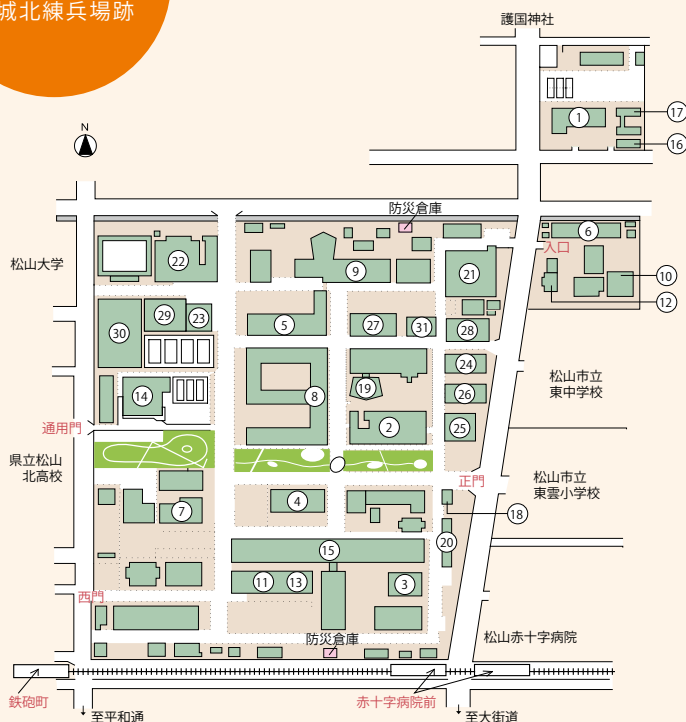 城北練兵場跡
護国神社
1
17
16
N
防災倉庫
松山大学
22
9
21
入口
6
10
12
30
29
23
5
27
31
28
24
26
25
14
8
19
2
松山市立
東中学校
通用門
県立松山
北高校
7
4
正門
18
松山市立
東雲小学校
20
15
11
13
3
西門
防災倉庫
松山赤十字病院
鉄砲町
赤十字病院前
至平和通
至大街道